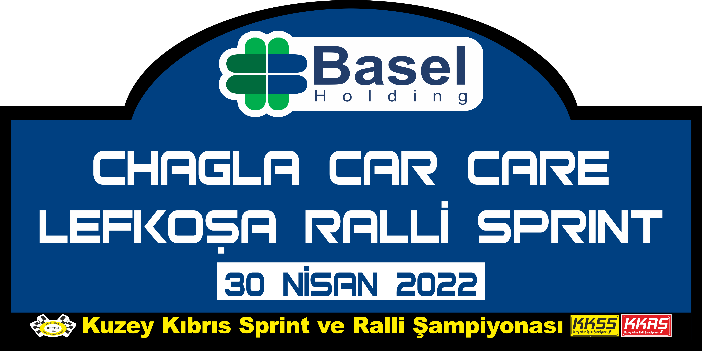 Basel
Holding
CHAGLA CAR CARE
LEFKOŞA RALLİ SPRINT
30 NİSAN 2022
Kuzey Kıbrıs Sprint ve Ralli Şampiyonası KKSS KKAS